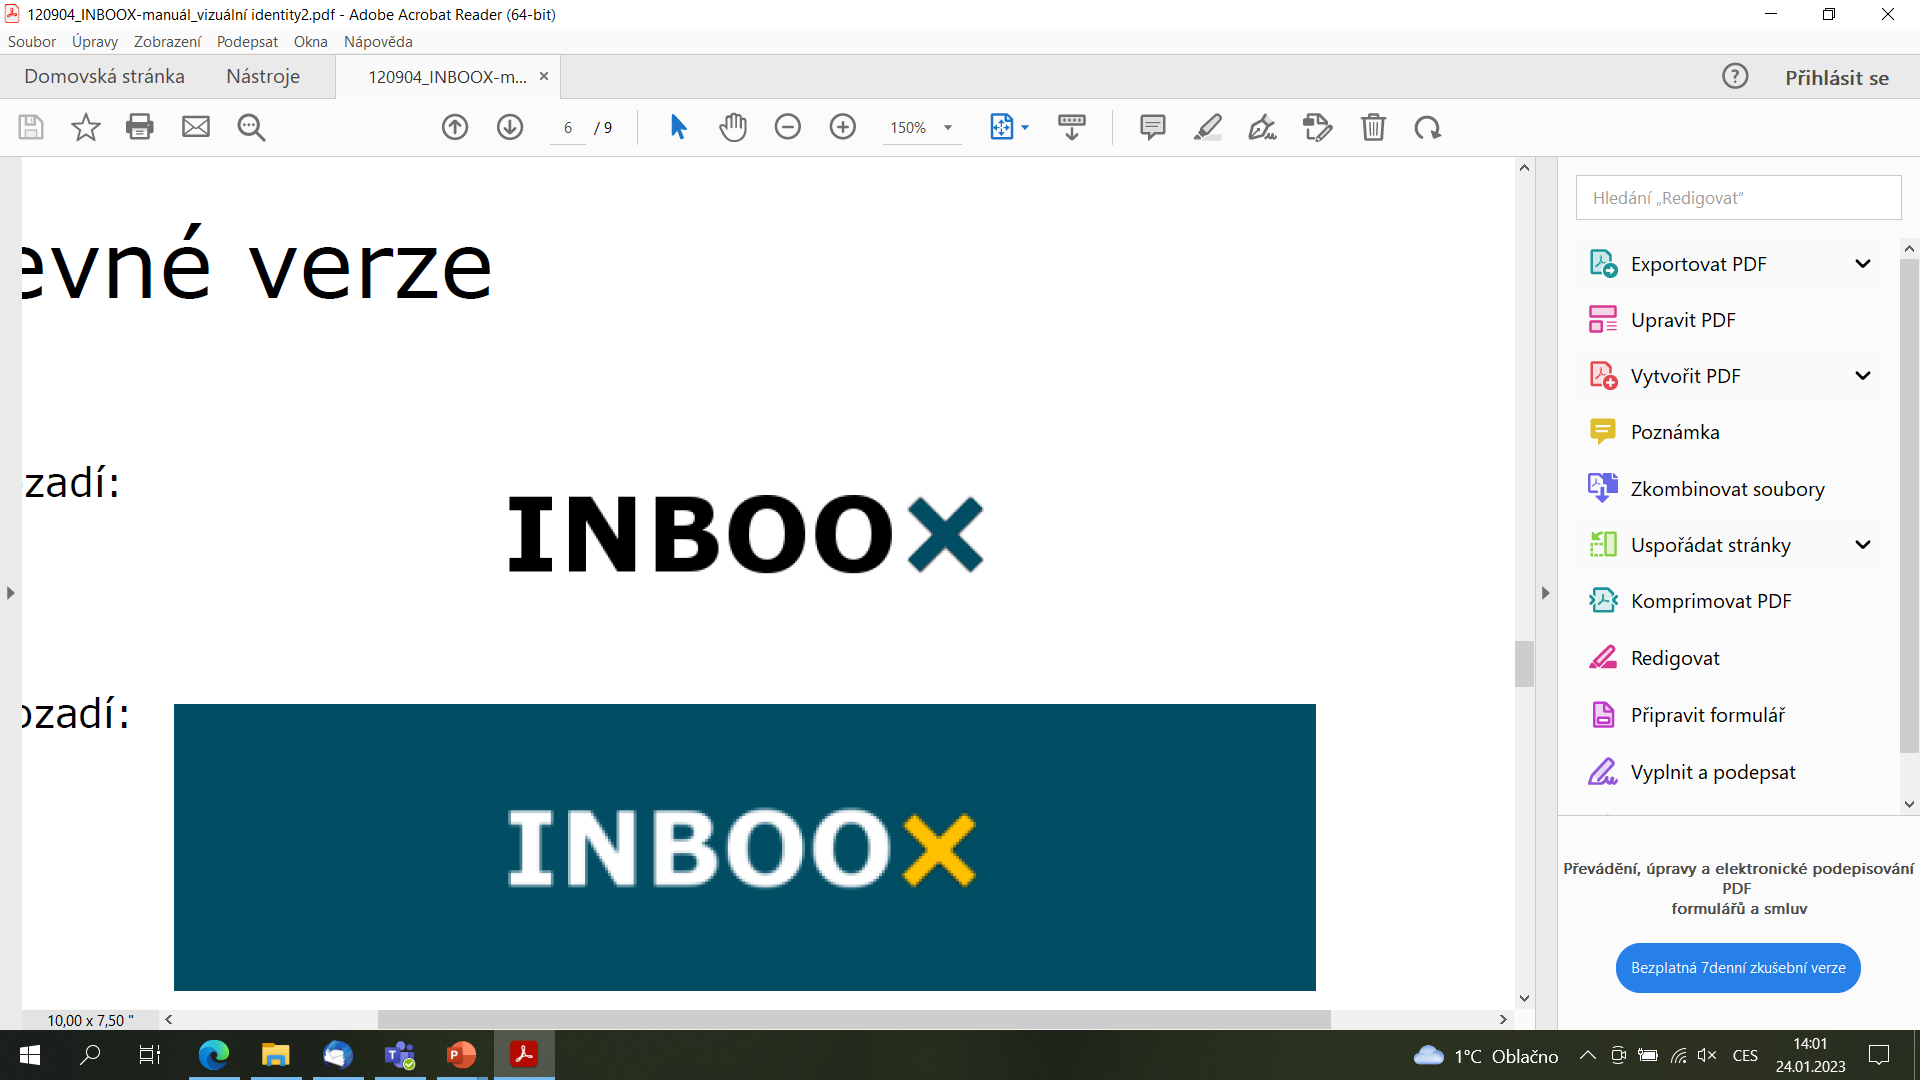 120904_INBOOX-manuál_vizuální identity2.pdf - Adobe Acrobat Reader (64-bit)
Soubor Úpravy Zobrazení Podepsat Okna Nápověda
Domovská stránka Nástroje 120904_INBOOX-m... Přihlásit se
6 / 9 150%
Hledání „Redigovat“
evné verze
Exportovat PDF
Upravit PDF
Vytvořit PDF
Poznámka
Zkombinovat soubory
Uspořádat stránky
Komprimovat PDF
Redigovat
Připravit formulář
Vyplnit a podepsat
ozadí:
INBOOX
ozadí:
INBOOX
Převádění, úpravy a elektronické podepisování
PDF
formulářů a smluv
Bezplatná 7denní zkušební verze
10,00 x 7,50 "
1°C Oblačno CES 14:01
24.01.2023